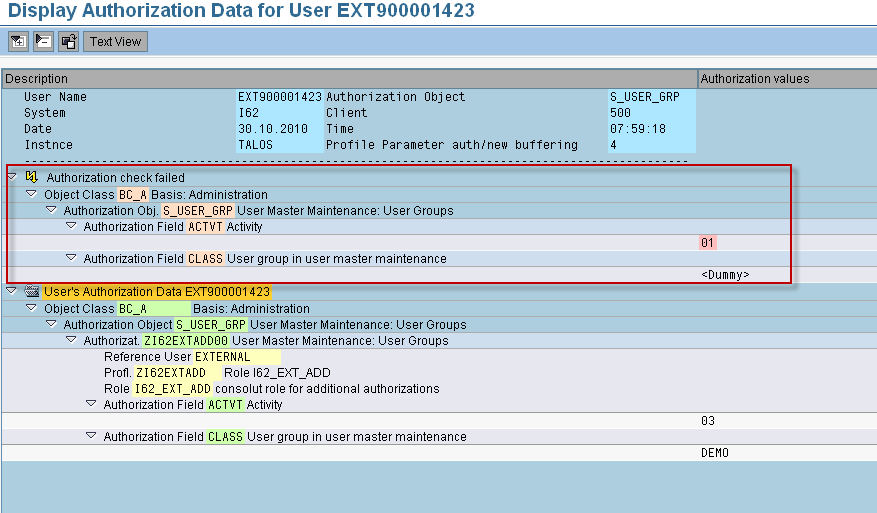 Display Authorization Data for User EXT900001423
Text View
Description Authorization values
User Name EXT900001423 Authorization Object S_USER_GRP
System I62 Client 500
Date 30.10.2010 Time 07:59:18
Instnce TALOS Profile Parameter auth/new buffering 4
Authorization check failed
Object Class BC_A Basis: Administration
Authorization Obj. S_USER_GRP User Master Maintenance: User Groups
Authorization Field ACTVT Activity
01
Authorization Field CLASS User group in user master maintenance
<Dummy>
User's Authorization Data EXT900001423
Object Class BC_A Basis: Administration
Authorization Object S_USER_GRP User Master Maintenance: User Groups
Authorizat. ZI62EXTADD00 User Master Maintenance: User Groups
Reference User EXTERNAL
Profl. ZI62EXTADD Role I62_EXT_ADD
Role I62_EXT_ADD consolut role for additional authorizations
Authorization Field ACTVT Activity
03
Authorization Field CLASS User group in user master maintenance
DEMO